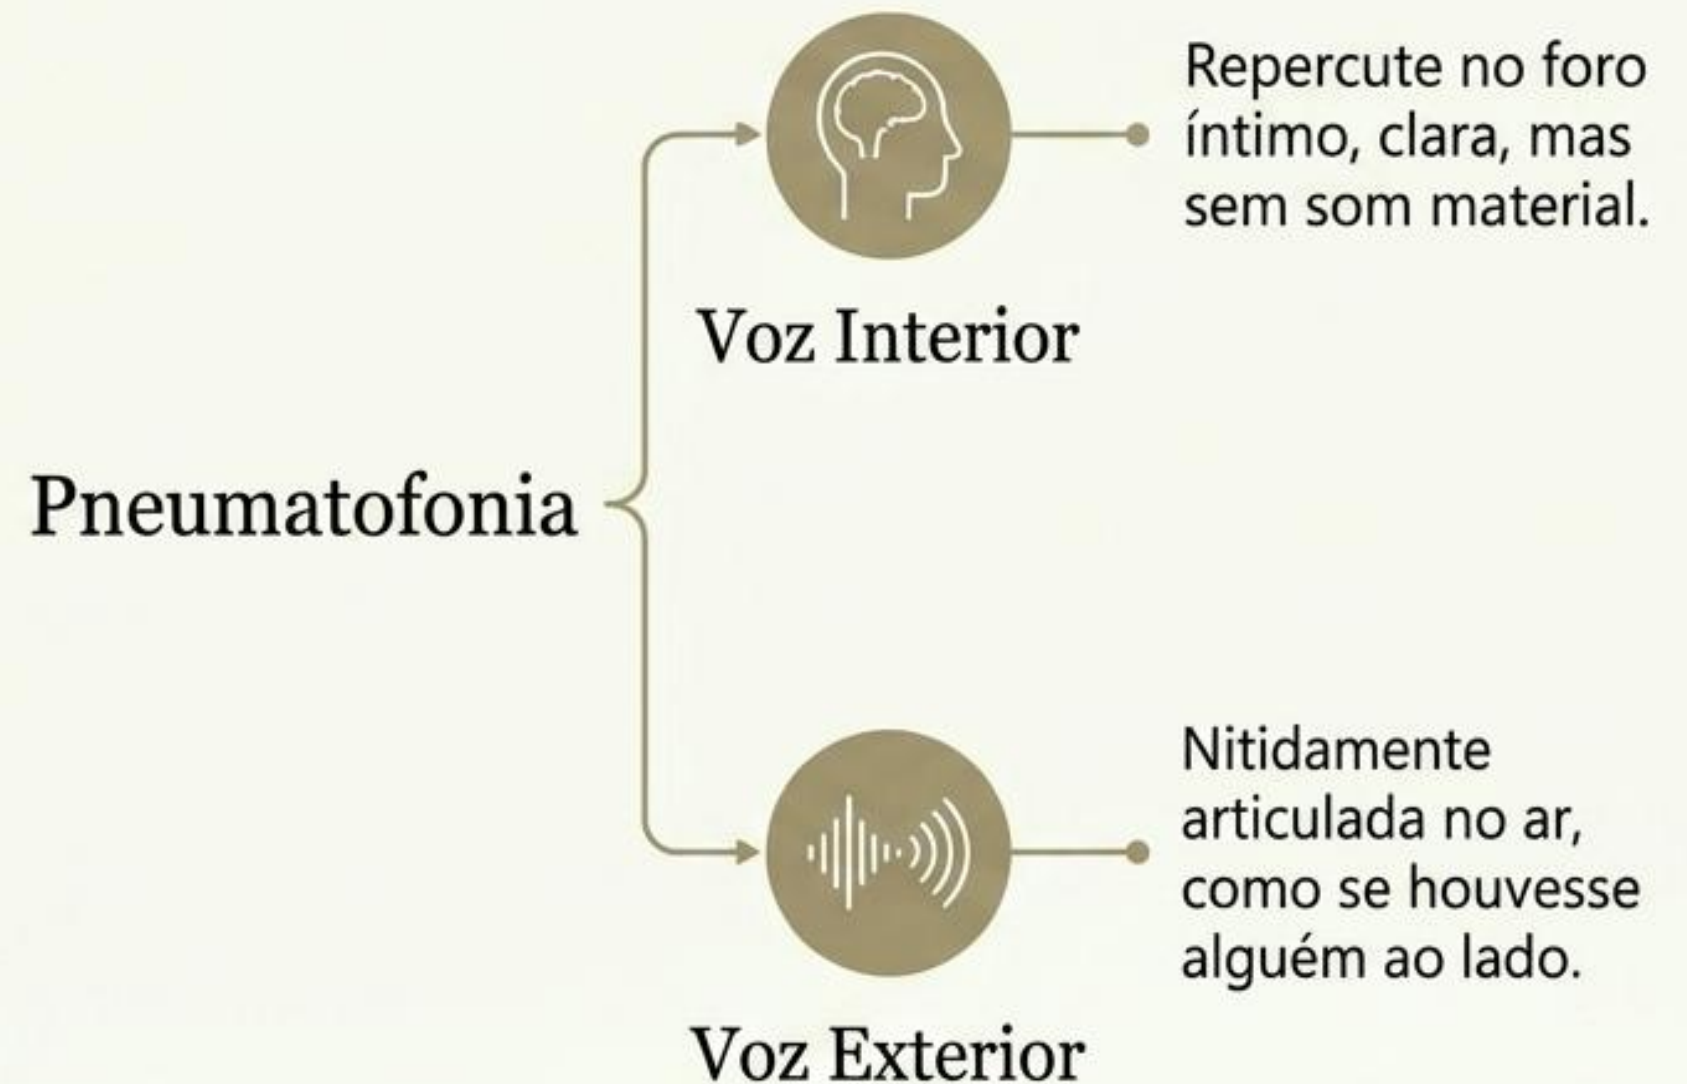 Pneumatofonia
Voz Interior
Repercute no foro
íntimo, clara, mas
sem som material.
Voz Exterior
Nitidamente
articulada no ar,
como se houvesse
alguém ao lado.